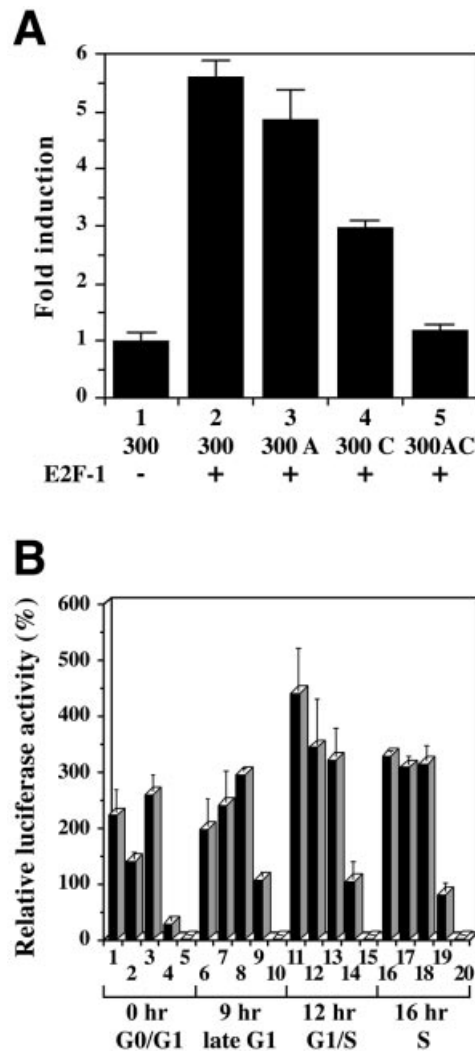 A
Fold induction
6
5
4
3
2
1
0
1 2 3 4 5
300 300 300 A 300 C 300AC
E2F-1 - + + + +
B
Relative luciferase activity (%)
600
500
400
300
200
100
0
1 3 5 7 9 11 13 15 17 19
2 4 6 8 10 12 14 16 18 20
0 hr 9 hr 12 hr 16 hr
G0/G1 late G1 G1/S S